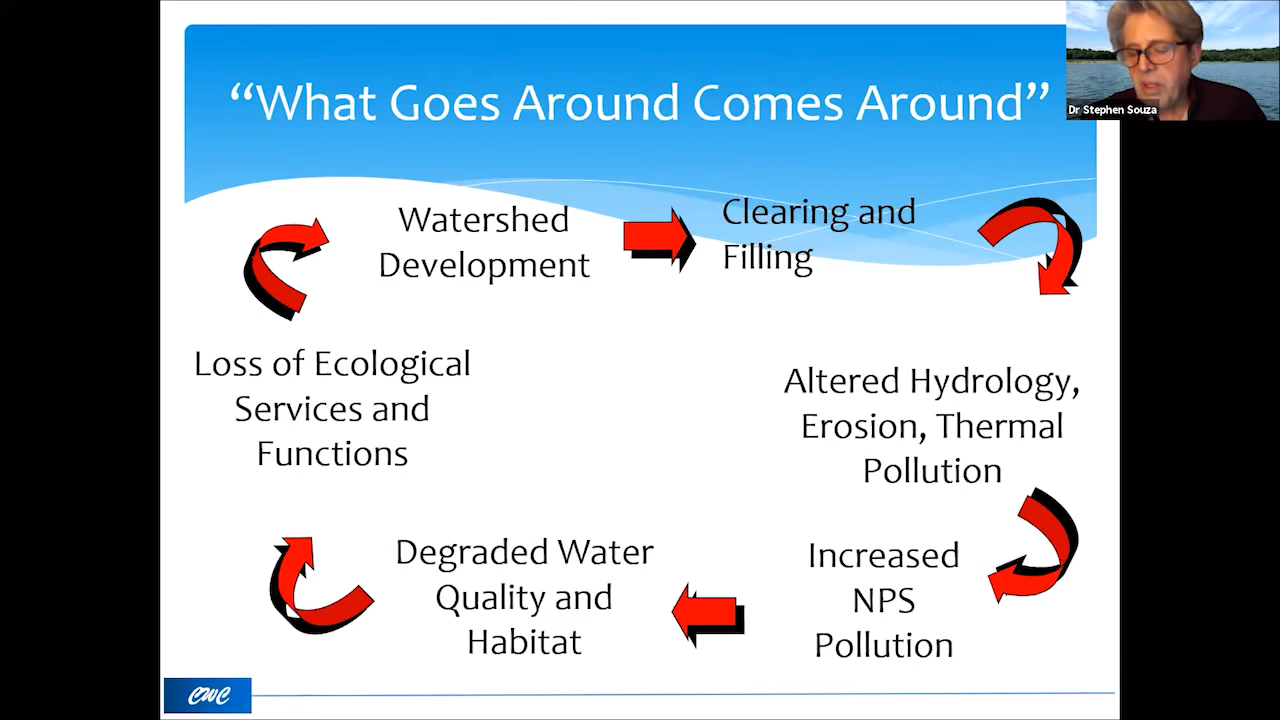 “What Goes Around Comes Around”
Dr Stephen Souza
Watershed
Development
Clearing and
Filling
Altered Hydrology,
Erosion, Thermal
Pollution
Increased
NPS
Pollution
Degraded Water
Quality and
Habitat
Loss of Ecological
Services and
Functions
CWC